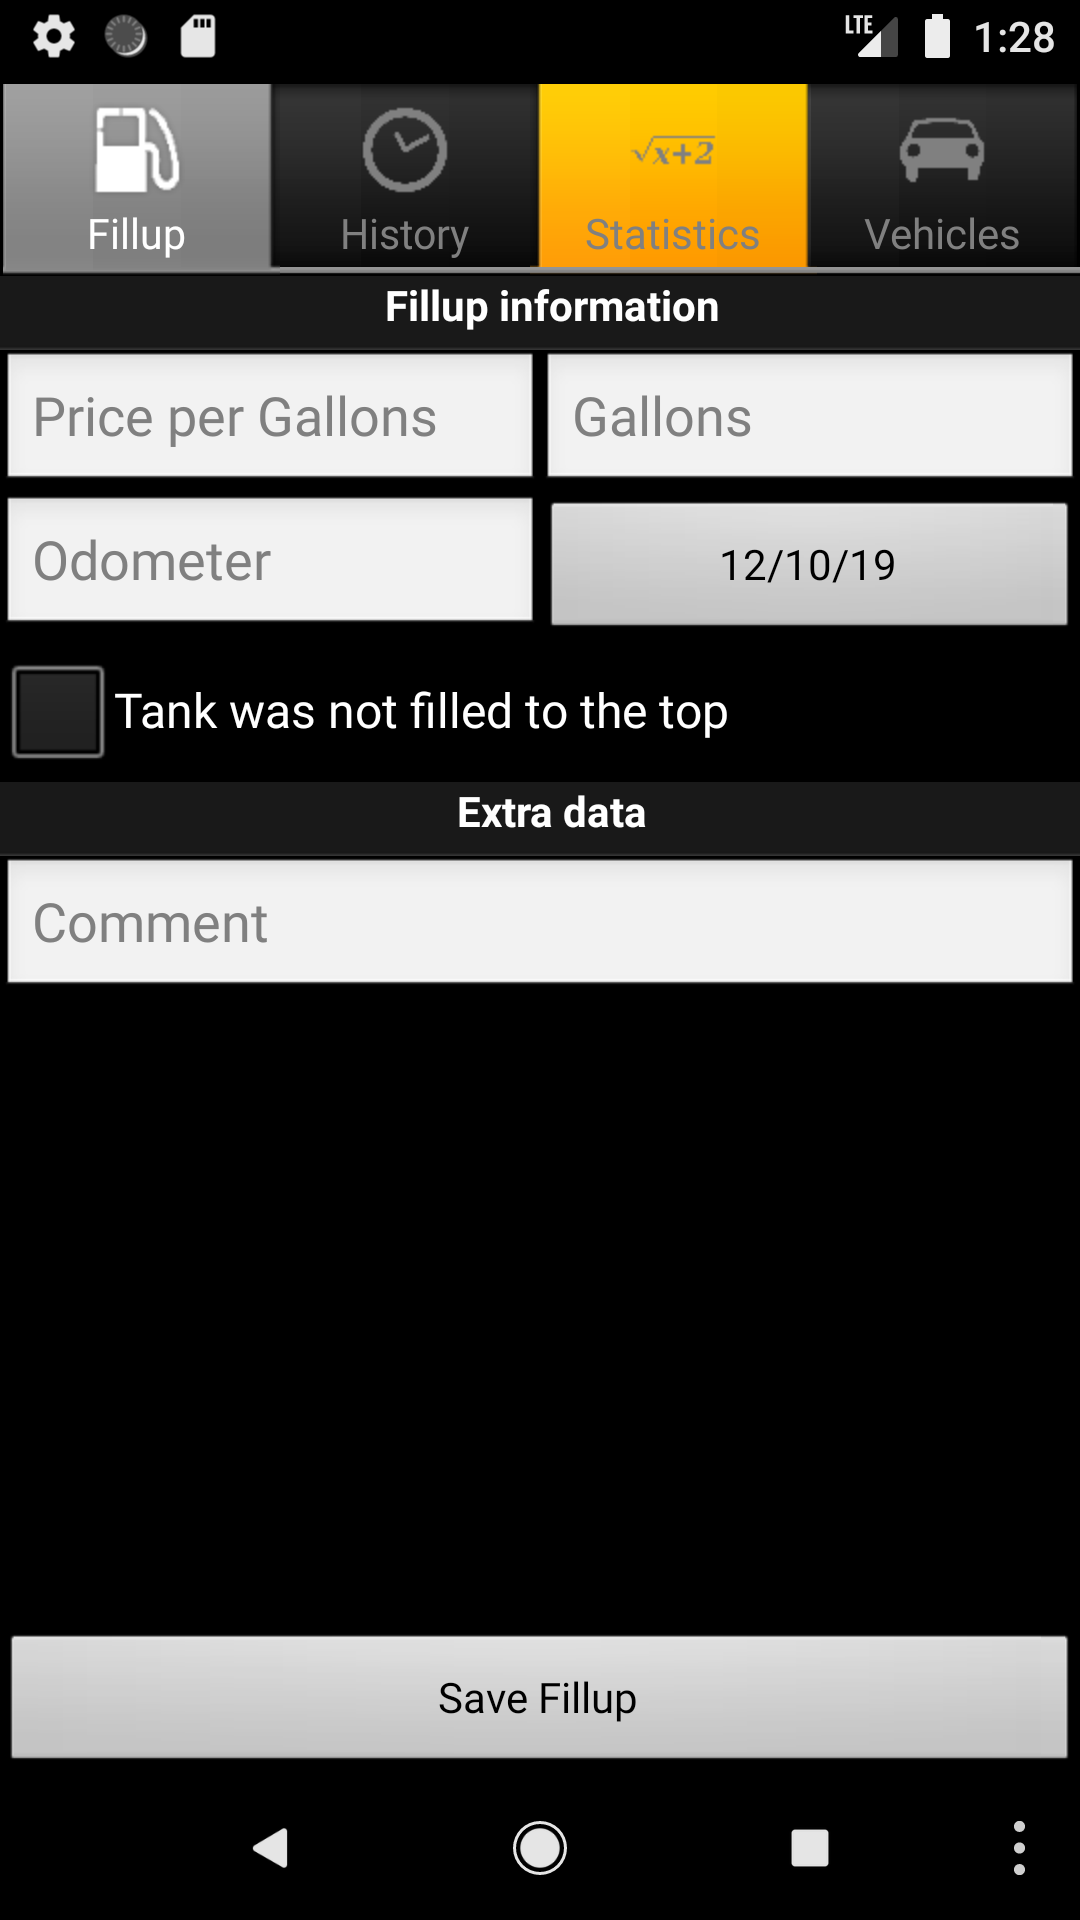 LTE 1:28
√x+2
Fillup History Statistics Vehicles
Fillup information
Price per Gallons Gallons
Odometer 12/10/19
Tank was not filled to the top
Extra data
Comment
Save Fillup